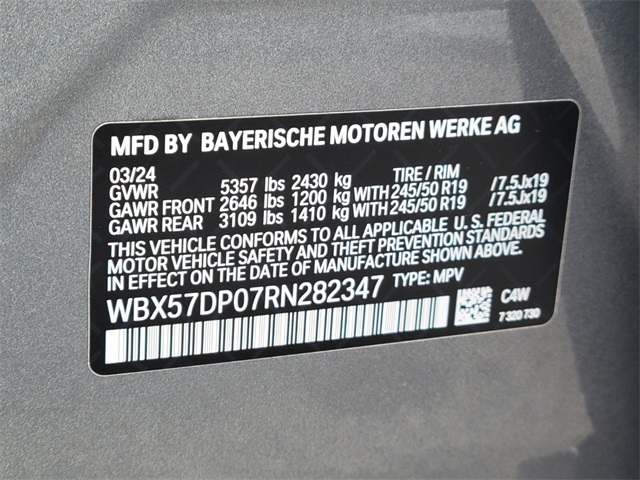 MFD BY BAYERISCHE MOTOREN WERKE AG
03/24 TIRE / RIM
GVWR 5357 lbs 2430 kg
GAWR FRONT 2646 lbs 1200 kg WITH 245/50 R19 /7.5Jx19
GAWR REAR 3109 lbs 1410 kg WITH 245/50 R19 /7.5Jx19
THIS VEHICLE CONFORMS TO ALL APPLICABLE U. S. FEDERAL
MOTOR VEHICLE SAFETY AND THEFT PREVENTION STANDARDS
IN EFFECT ON THE DATE OF MANUFACTURE SHOWN ABOVE.
WBX57DP07RN282347 TYPE: MPV
C4W
7 320 730